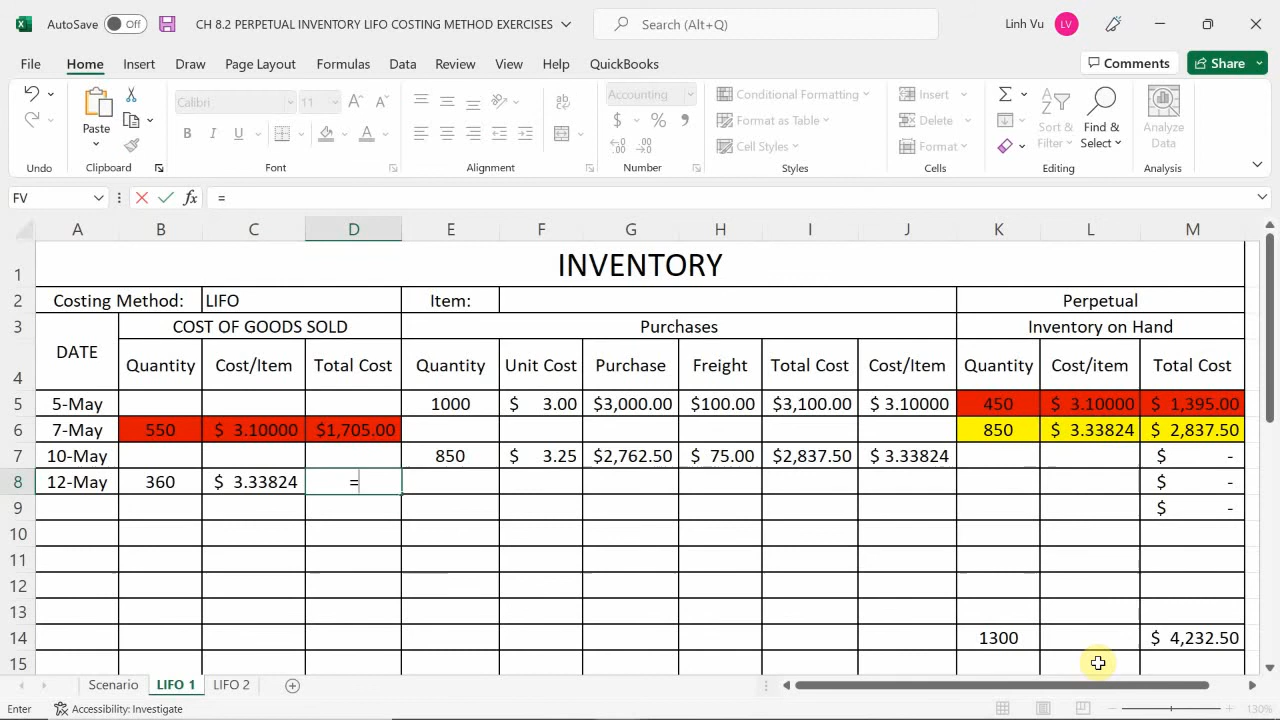 AutoSave Off CH 8.2 PERPETUAL INVENTORY LIFO COSTING METHOD EXERCISES Search (Alt+Q) Linh Vu LV
File Home Insert Draw Page Layout Formulas Data Review View Help QuickBooks Comments Share
Calibri 11 Accounting Conditional Formatting Insert
Paste Format as Table Delete Sort & Filter Find & Select Analyze Data
Cell Styles Format
Undo Clipboard Font Alignment Number Styles Cells Editing Analysis
FV fx =
A B C D E F G H I J K L M
1 INVENTORY
2 Costing Method: LIFO Item: Perpetual
3 DATE COST OF GOODS SOLD Purchases Inventory on Hand
4 Quantity Cost/Item Total Cost Quantity Unit Cost Purchase Freight Total Cost Cost/Item Quantity Cost/item Total Cost
5 5-May 1000 $ 3.00 $3,000.00 $100.00 $3,100.00 $ 3.10000 450 $ 3.10000 $ 1,395.00
6 7-May 550 $ 3.10000 $1,705.00 850 $ 3.33824 $ 2,837.50
7 10-May 850 $ 3.25 $2,762.50 $ 75.00 $2,837.50 $ 3.33824 $ -
8 12-May 360 $ 3.33824 = $ -
9 $ -
10
11
12
13
14 1300 $ 4,232.50
15
Scenario LIFO 1 LIFO 2
Enter Accessibility: Investigate 130%